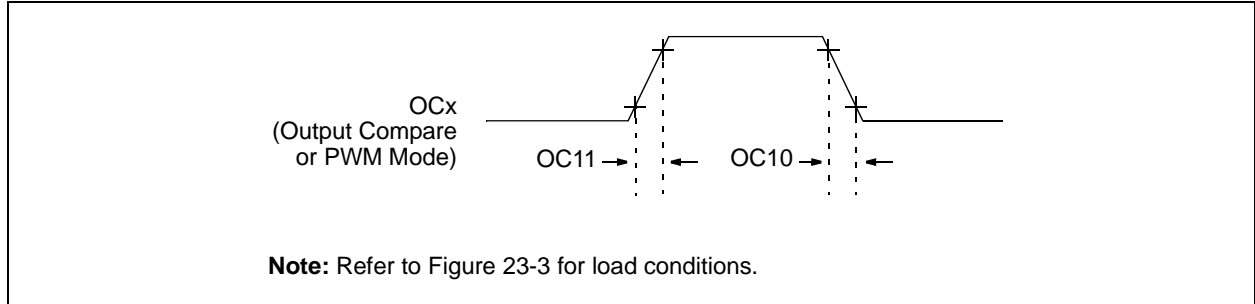 OCx
(Output Compare
or PWM Mode)
OC11
OC10
Note: Refer to Figure 23-3 for load conditions.